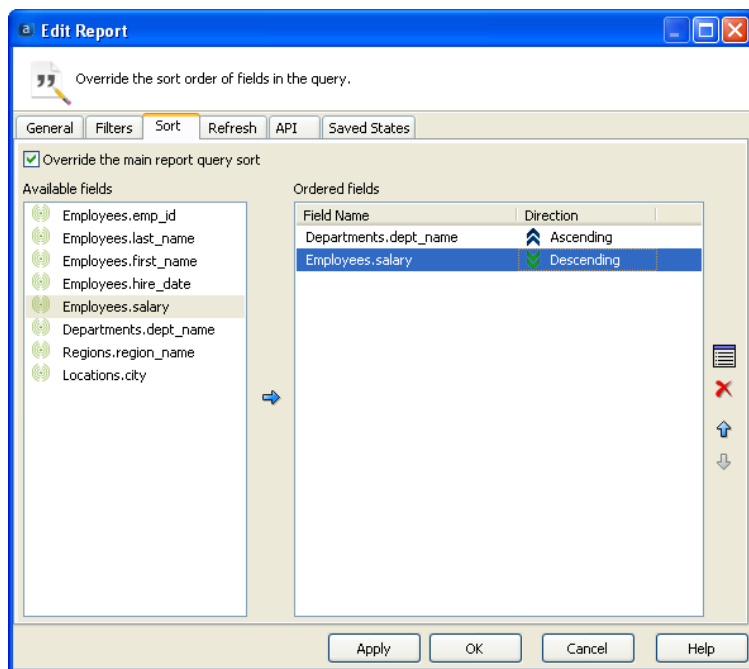 a Edit Report
Override the sort order of fields in the query.
General Filters Sort Refresh API Saved States
Override the main report query sort
Available fields
Employees.emp_id
Employees.last_name
Employees.first_name
Employees.hire_date
Employees.salary
Departments.dept_name
Regions.region_name
Locations.city
Ordered fields
Field Name Direction
Departments.dept_name Ascending
Employees.salary Descending
Apply OK Cancel Help